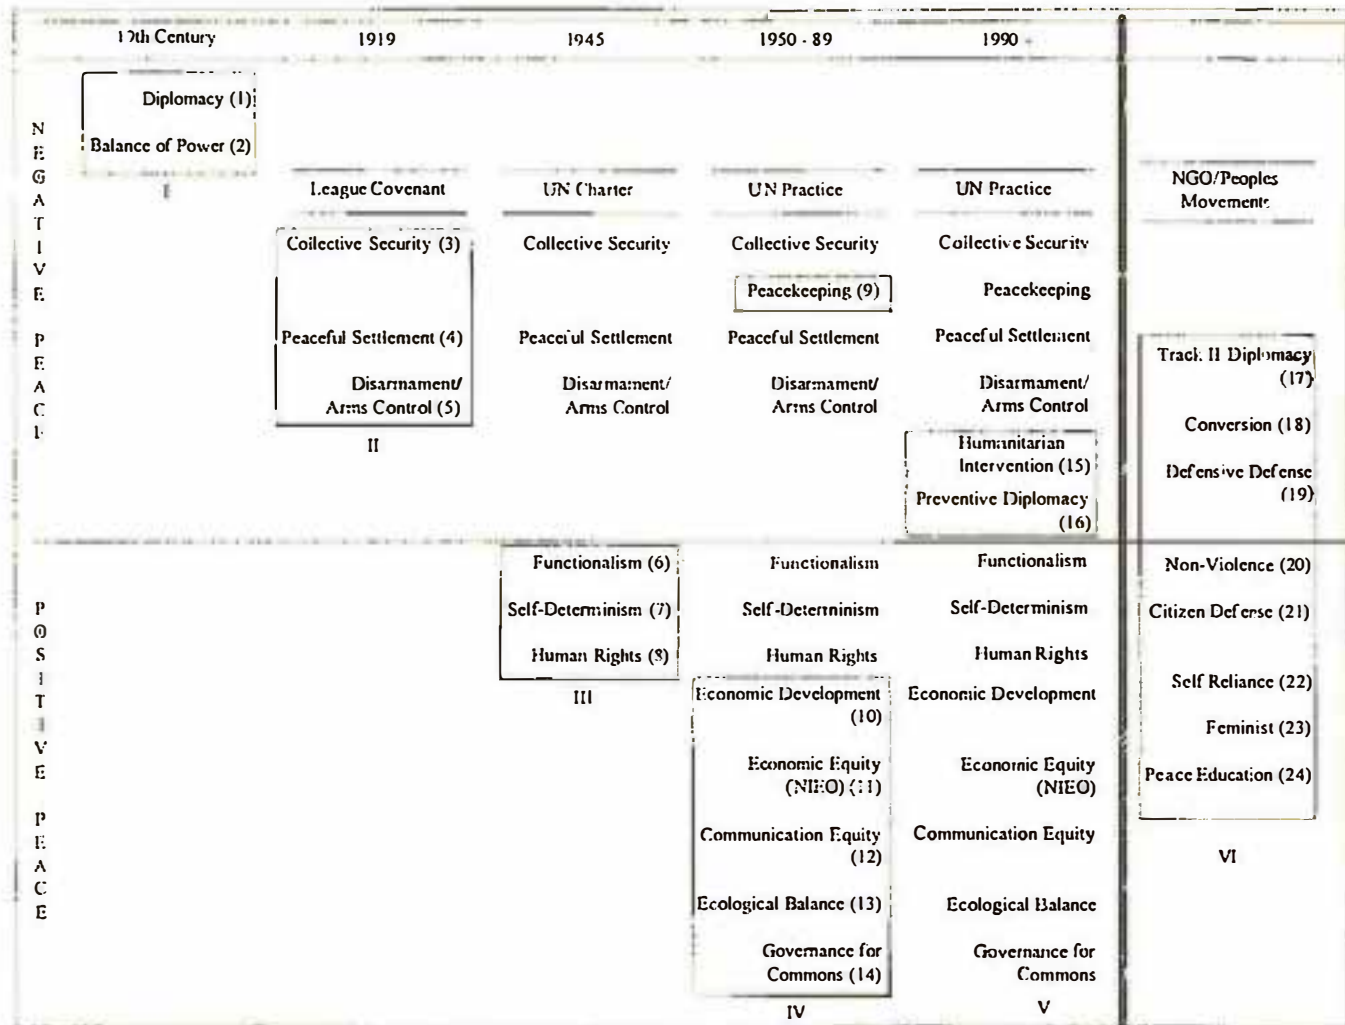 19th Century
1919
1945
1950 - 89
1990 -
NEGATIVE PEACE
Diplomacy (1)
Balance of Power (2)
I
League Covenant
Collective Security (3)
Peaceful Settlement (4)
Disarmament/
Arms Control (5)
II
UN Charter
Collective Security
Peaceful Settlement
Disarmament/
Arms Control
UN Practice
Collective Security
Peacekeeping (9)
Peaceful Settlement
Disarmament/
Arms Control
UN Practice
Collective Security
Peacekeeping
Peaceful Settlement
Disarmament/
Arms Control
Humanitarian
Intervention (15)
Preventive Diplomacy
(16)
NGO/Peoples
Movements
Track II Diplomacy
(17)
Conversion (18)
Defensive Defense
(19)
POSITIVE PEACE
Functionalism (6)
Self-Determinism (7)
Human Rights (8)
III
Functionalism
Self-Determinism
Human Rights
Economic Development
(10)
Economic Equity
(NIEO) (11)
Communication Equity
(12)
Ecological Balance (13)
Governance for
Commons (14)
IV
Functionalism
Self-Determinism
Human Rights
Economic Development
Economic Equity
(NIEO)
Communication Equity
Ecological Balance
Governance for
Commons
V
Non-Violence (20)
Citizen Defense (21)
Self Reliance (22)
Feminist (23)
Peace Education (24)
VI